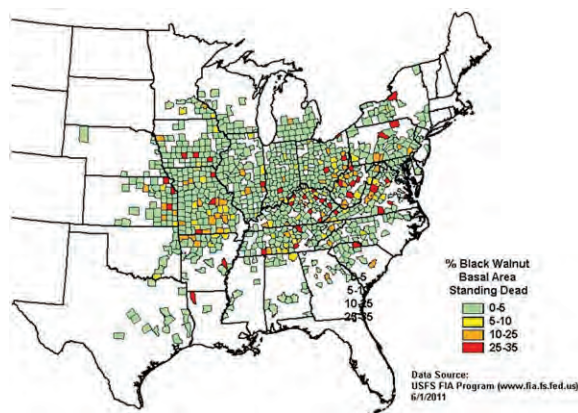 0-5
5-10
10-25
25-35
% Black Walnut
Basal Area
Standing Dead
0-5
5-10
10-25
25-35
Data Source:
USFS FIA Program (www.fia.fs.fed.us)
6/1/2011